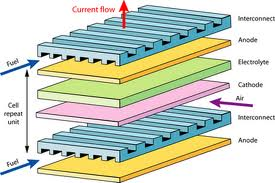 Current flow
Interconnect
Anode
Fuel
Electrolyte
Cell
repeat
unit
Cathode
Air
Interconnect
Fuel
Anode